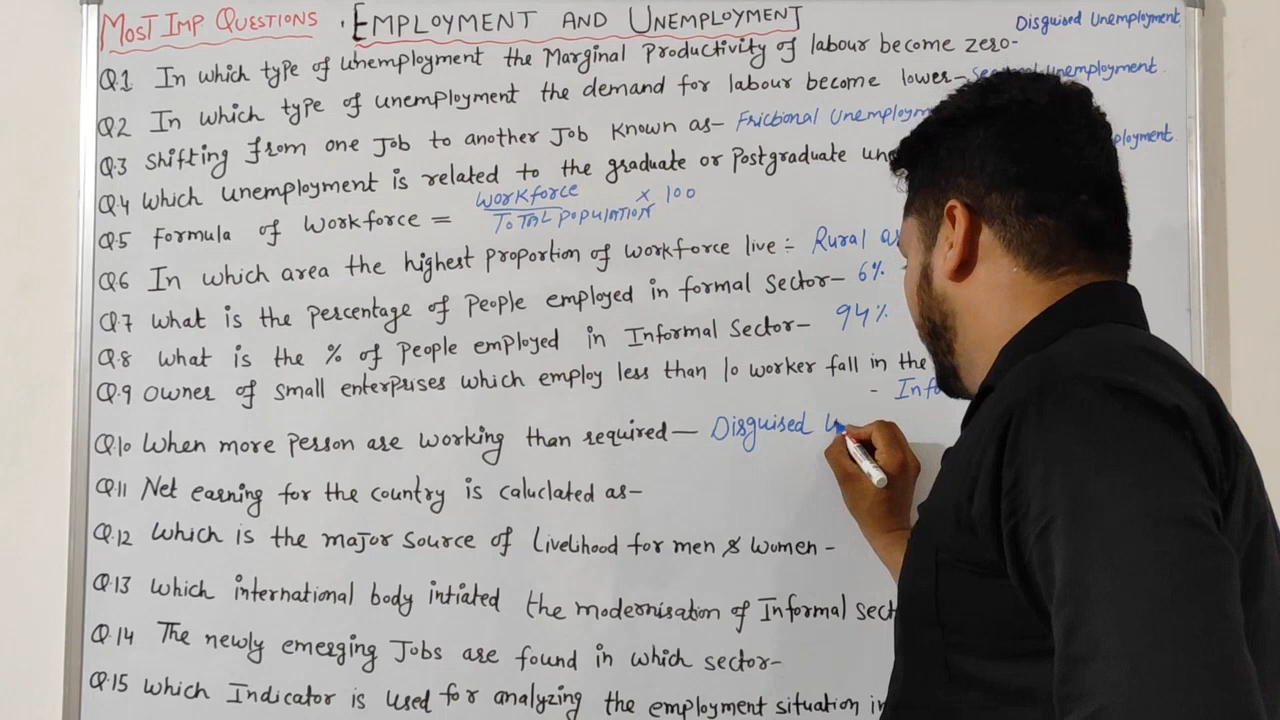 MOST IMP QUESTIONS . [EMPLOYMENT AND UNEMPLOYMENT]
Disguised Unemployment
Q.1 In which type of unemployment the Marginal Productivity of labour become zero-
Q2 In which type of unemployment the demand for labour become lower- Unemployment.
Q.3 Shifting from one Job to another Job known as- Frictional Unemploym
Q.4 Which unemployment is related to the graduate or Postgraduate une ployment
Q5 Formula of Workforce = Workforce / TOTAL POPULATION × 100
Q.6 In which area the highest proportion of workforce live:- Rural a
Q.7 What is the Percentage of People employed in formal Sector- 6%
Q.8 What is the % of People employed in Informal Sector- 94%
Q.9 Owner of small enterprises which employ less than 10 worker fall in the
- Info
Q.10 When more person are working than required- Disguised U
Q.11 Net earning for the country is caluclated as-
Q.12 Which is the major source of livelihood for men & women-
Q.13 Which international body intiated the modernisation of Informal sect
Q.14 The newly emerging Jobs are found in which sector-
Q.15 Which Indicator is used for analyzing the employment situation in